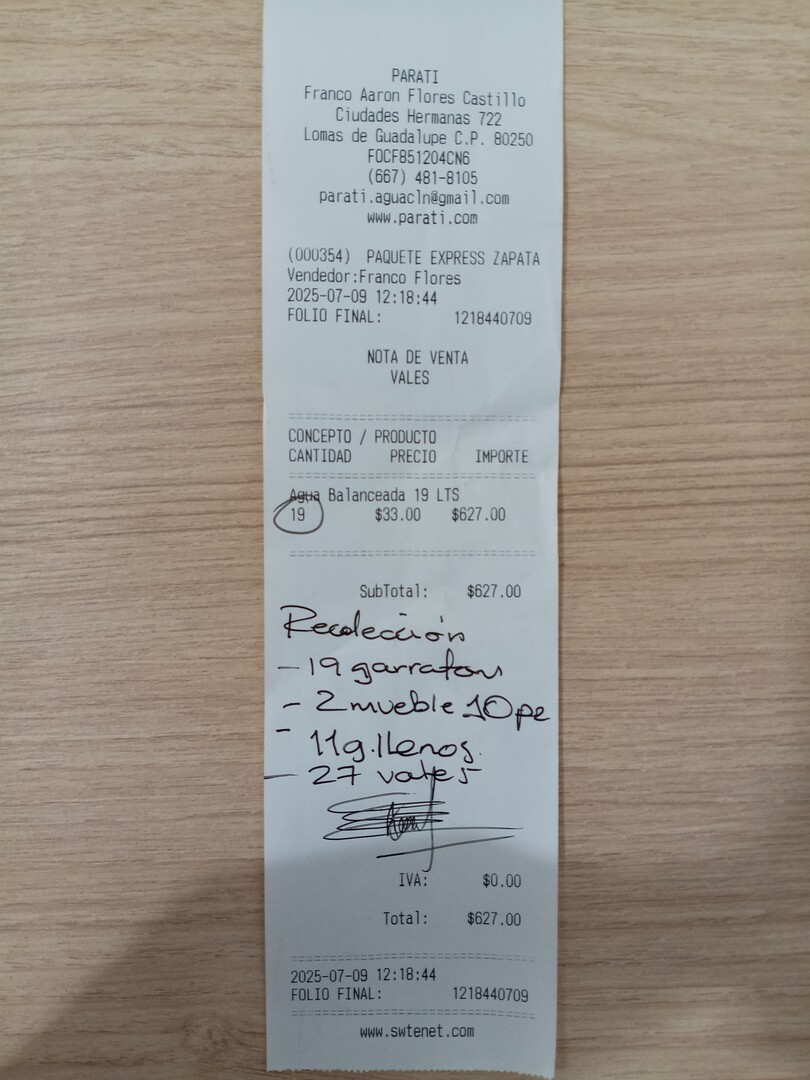 PARATI
Franco Aaron Flores Castillo
Ciudades Hermanas 722
Lomas de Guadalupe C.P. 80250
FOCF851204CN6
(667) 481-8105
parati.aguacln@gmail.com
www.parati.com
(000354) PAQUETE EXPRESS ZAPATA
Vendedor:Franco Flores
2025-07-09 12:18:44
FOLIO FINAL: 1218440709
NOTA DE VENTA
VALES
CONCEPTO / PRODUCTO
CANTIDAD PRECIO IMPORTE
Agua Balanceada 19 LTS
19 $33.00 $627.00
SubTotal: $627.00
Recolección
- 19 garrafon
- 2 mueble 10 pe
- 11 g.llenos.
- 27 vales
IVA: $0.00
Total: $627.00
2025-07-09 12:18:44
FOLIO FINAL: 1218440709
www.swtenet.com